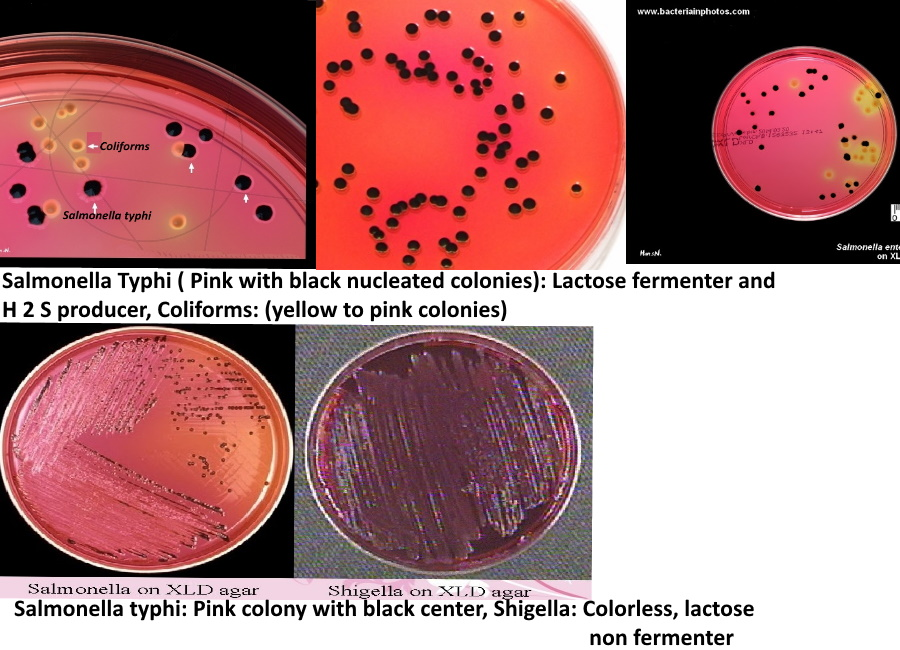 www.bacteriainphotos.com
Coliforms
Salmonella typhi
Han.N.
Salmonella ente
on XL
Salmonella Typhi ( Pink with black nucleated colonies): Lactose fermenter and
H 2 S producer, Coliforms: (yellow to pink colonies)
Salmonella on XLD agar
Shigella on XLD agar
Salmonella typhi: Pink colony with black center, Shigella: Colorless, lactose
non fermenter